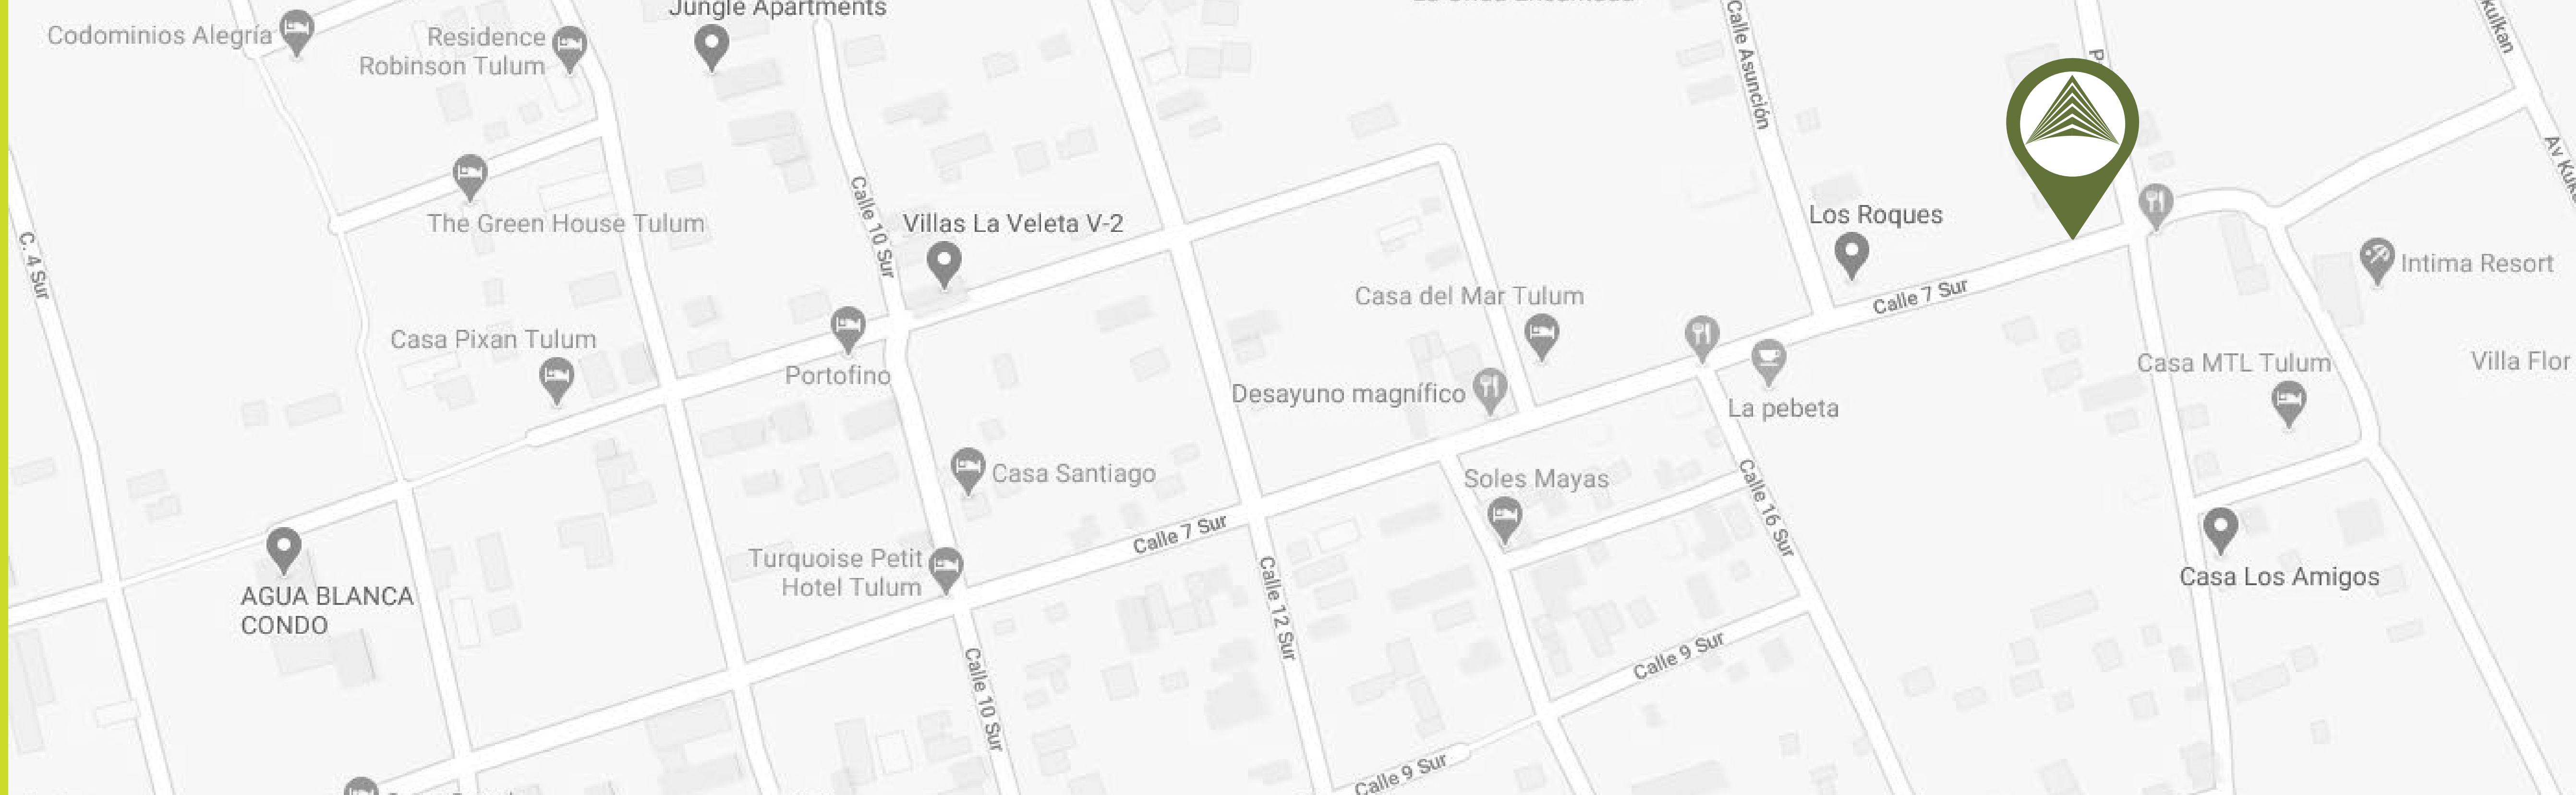 Jungle Apartments
Codominios Alegría
Residence
Robinson Tulum
Calle Asunción
P
The Green House Tulum
Calle 10 Sur
Villas La Veleta V-2
Los Roques
C. 4 Sur
Intima Resort
Casa del Mar Tulum
Calle 7 Sur
Casa Pixan Tulum
Portofino
Desayuno magnífico
La pebeta
Casa MTL Tulum
Villa Flor
Casa Santiago
Soles Mayas
Calle 16 Sur
Calle 7 Sur
Turquoise Petit
Hotel Tulum
Calle 12 Sur
Casa Los Amigos
AGUA BLANCA
CONDO
Calle 10 Sur
Calle 9 Sur
Calle 9 Sur